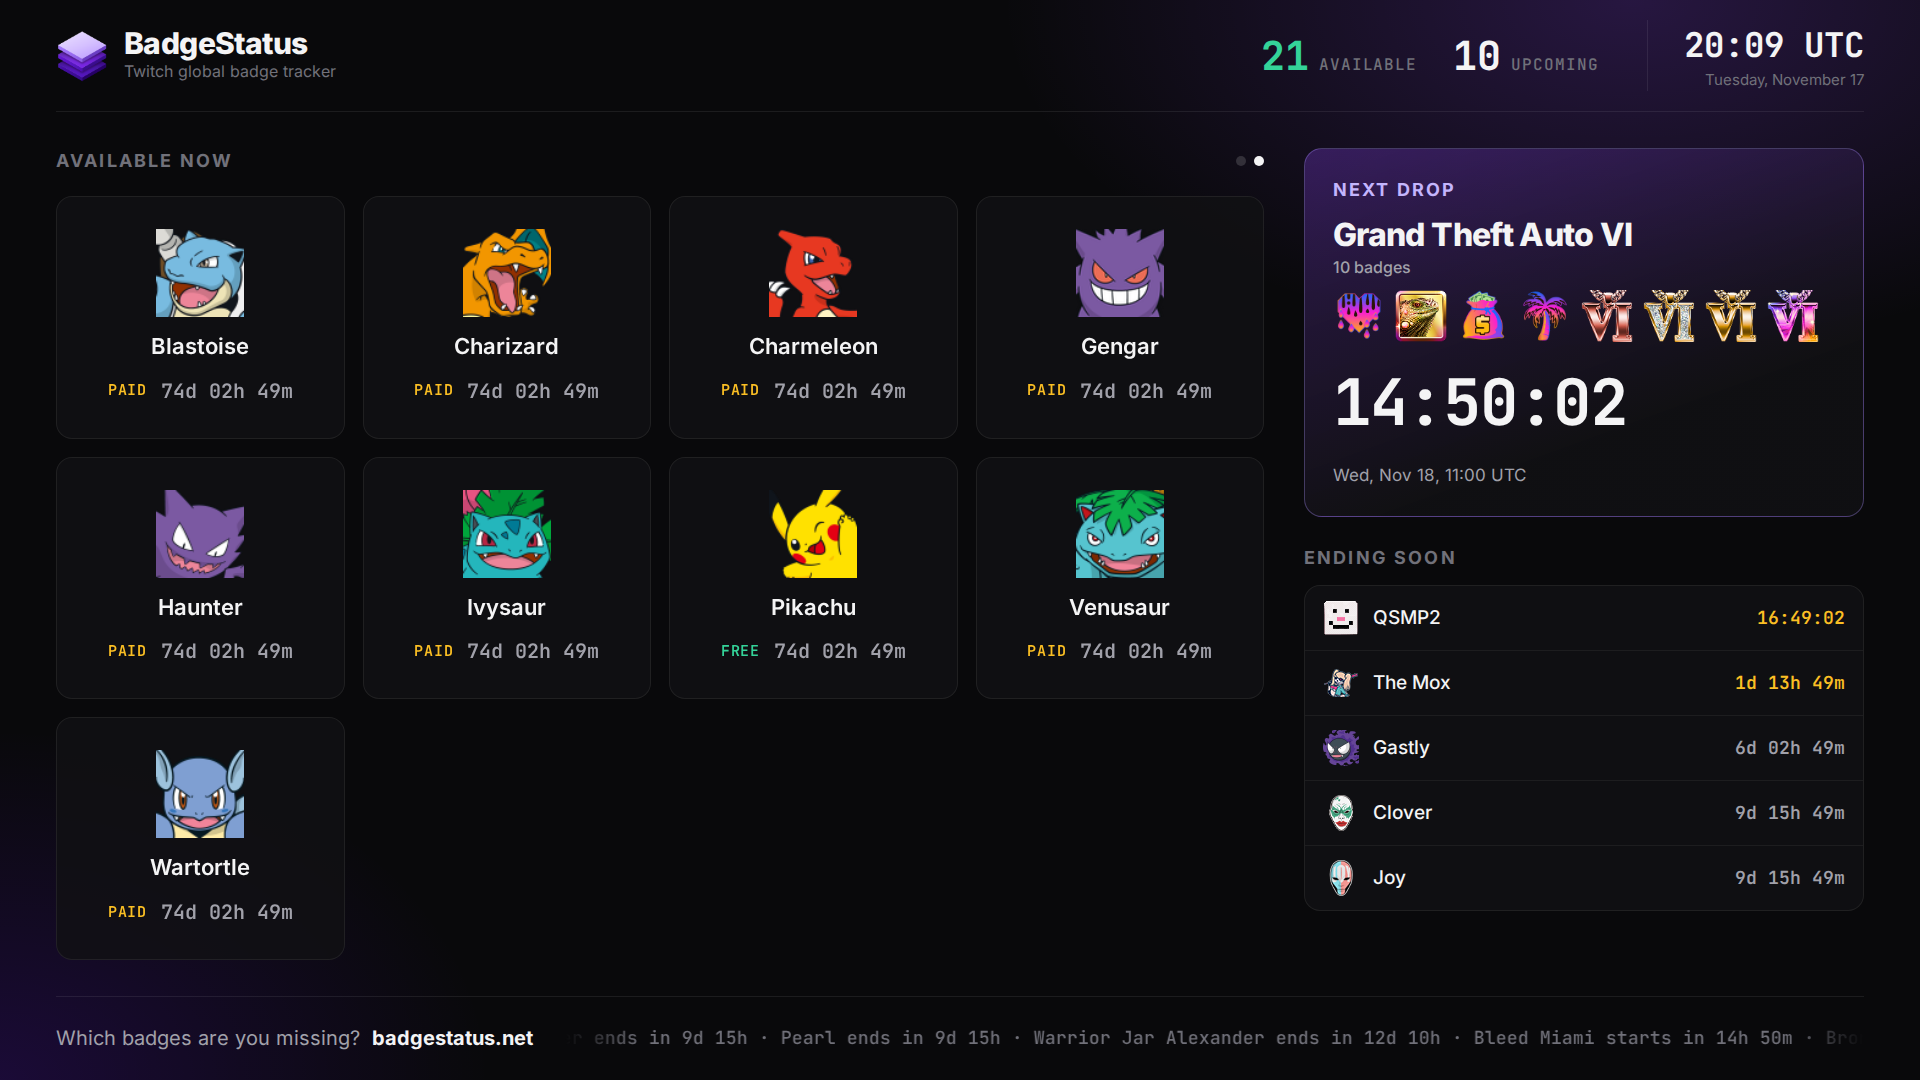 BadgeStatus
Twitch global badge tracker
21 AVAILABLE
10 UPCOMING
20:09 UTC
Tuesday, November 17
AVAILABLE NOW
Blastoise
PAID 74d 02h 49m
Charizard
PAID 74d 02h 49m
Charmeleon
PAID 74d 02h 49m
Gengar
PAID 74d 02h 49m
Haunter
PAID 74d 02h 49m
Ivysaur
PAID 74d 02h 49m
Pikachu
FREE 74d 02h 49m
Venusaur
PAID 74d 02h 49m
Wartortle
PAID 74d 02h 49m
NEXT DROP
Grand Theft Auto VI
10 badges
VI VI VI VI
14:50:02
Wed, Nov 18, 11:00 UTC
ENDING SOON
QSMP2 16:49:02
The Mox 1d 13h 49m
Gastly 6d 02h 49m
Clover 9d 15h 49m
Joy 9d 15h 49m
Which badges are you missing? badgestatus.net
r ends in 9d 15h · Pearl ends in 9d 15h · Warrior Jar Alexander ends in 12d 10h · Bleed Miami starts in 14h 50m · Bro